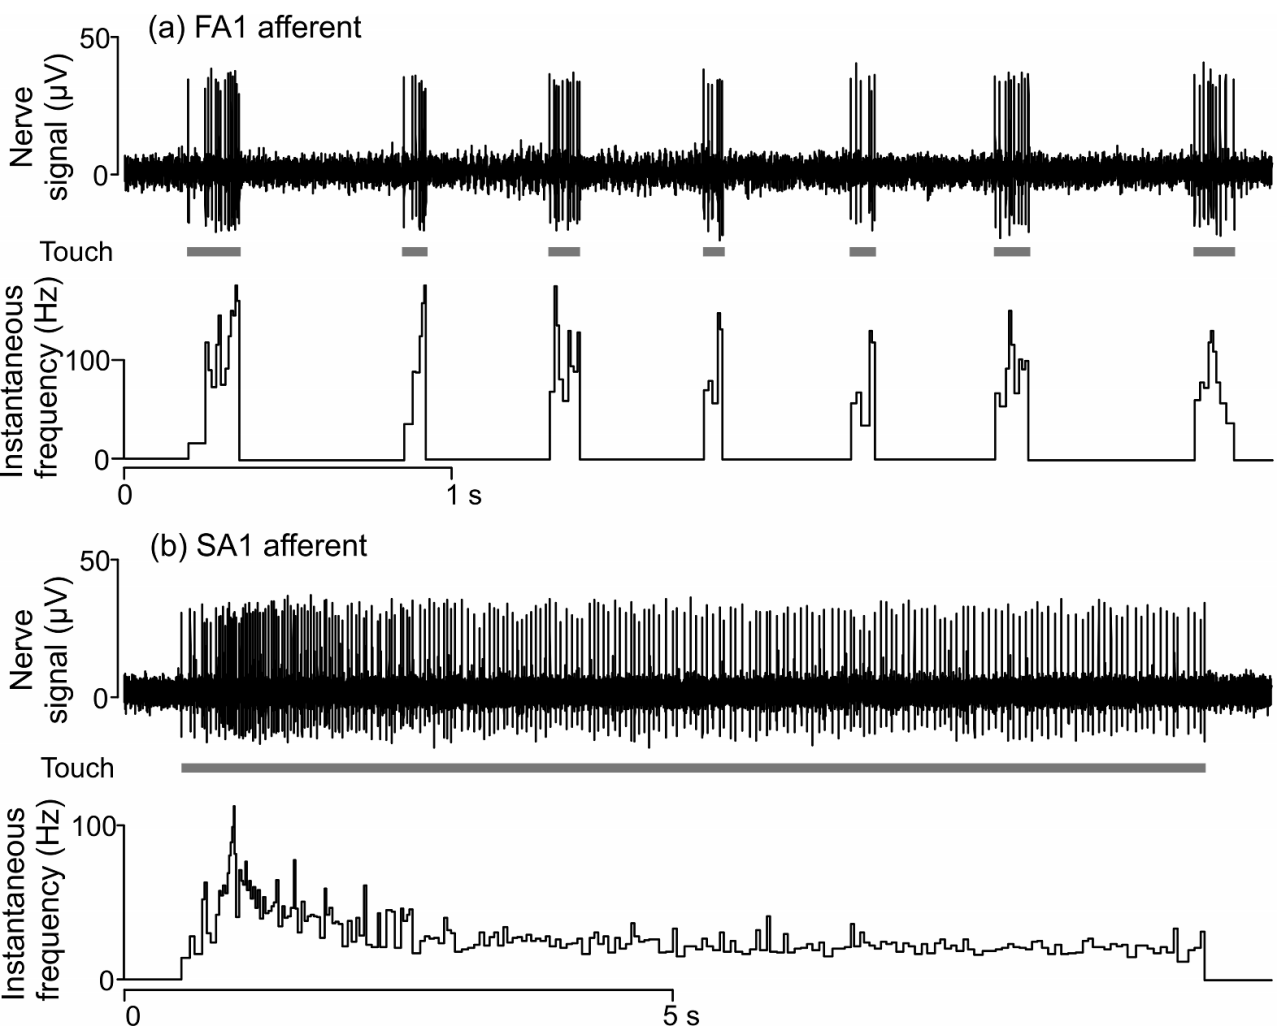 (a) FA1 afferent
50
Nerve
signal (µV)
0
Touch
Instantaneous
frequency (Hz)
100
0
0
1 s
(b) SA1 afferent
50
Nerve
signal (µV)
0
Touch
Instantaneous
frequency (Hz)
100
0
0
5 s